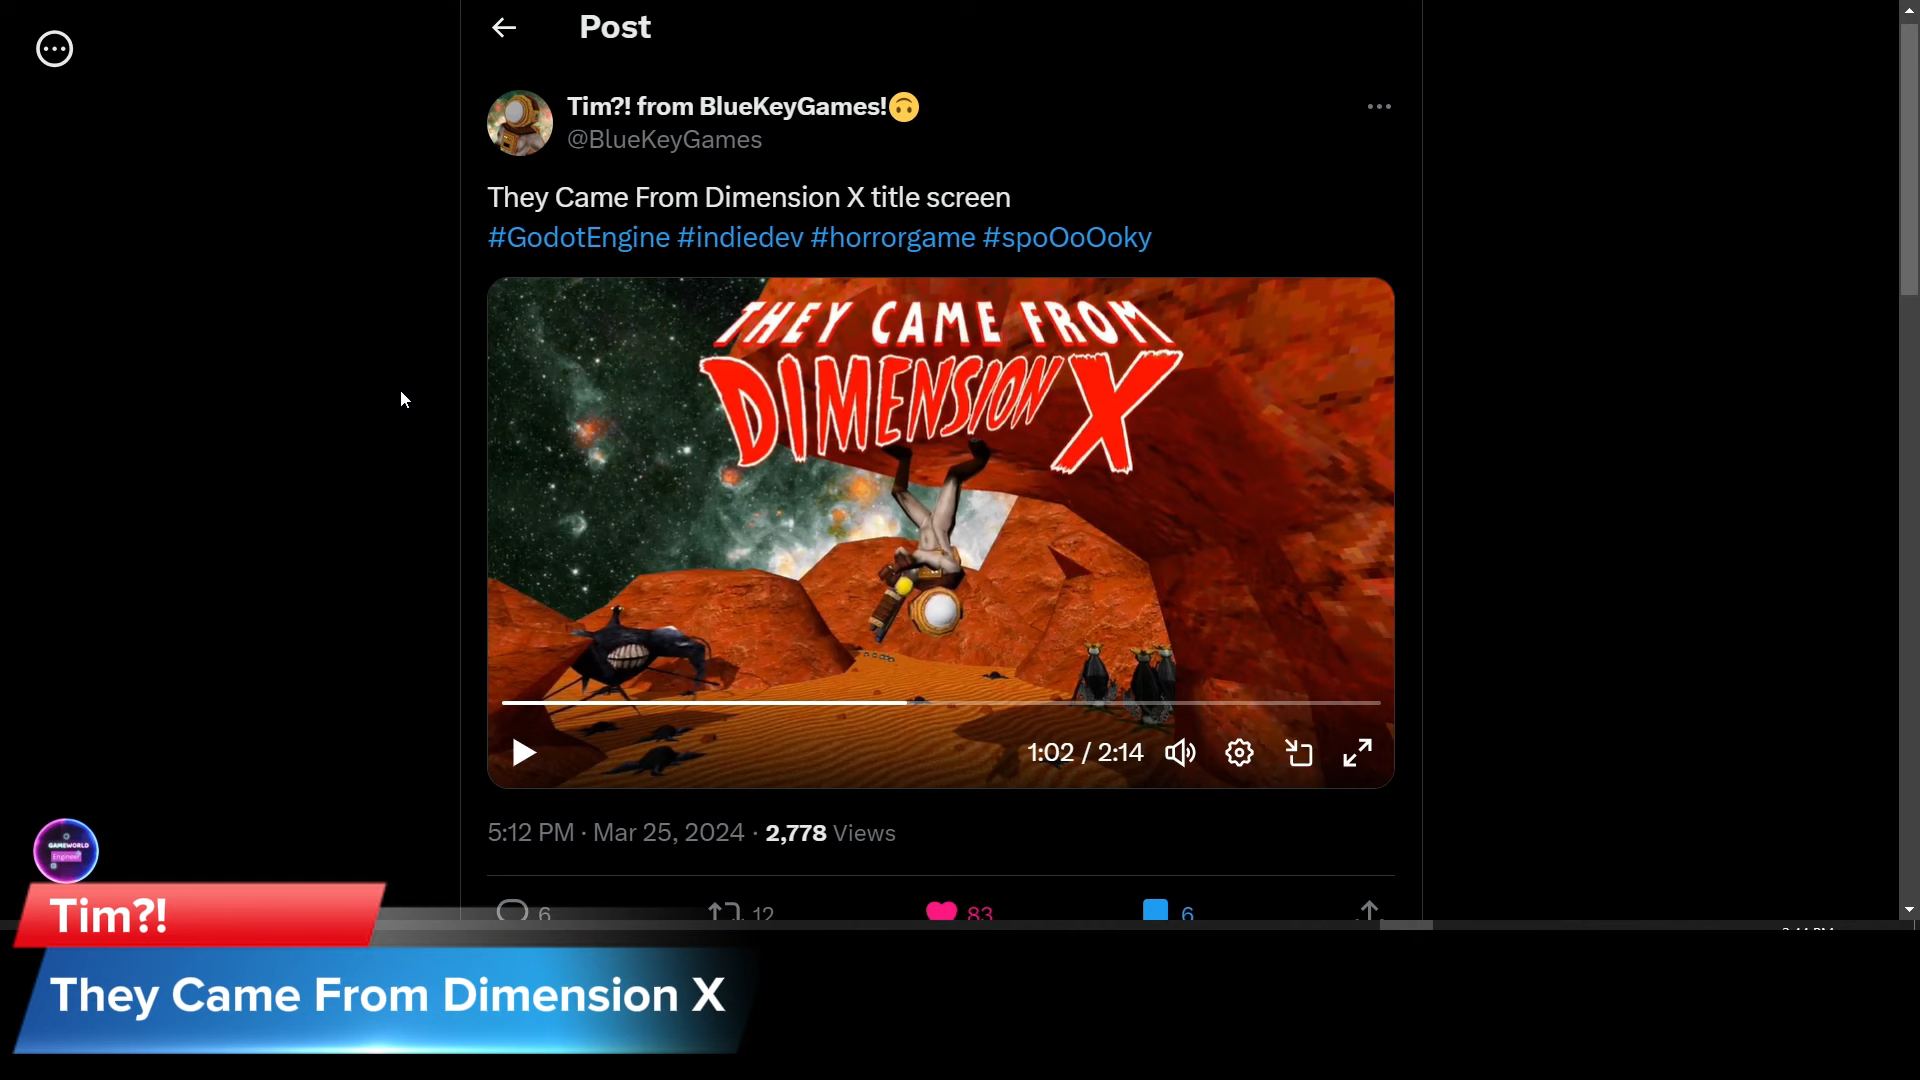 Post
Tim?! from BlueKeyGames!🙃
@BlueKeyGames
They Came From Dimension X title screen
#GodotEngine #indiedev #horrorgame #spoOoOoky
THEY CAME FROM
DIMENSION X
1:02 / 2:14
5:12 PM · Mar 25, 2024 · 2,778 Views
6 12 83 6
GAMEWORLD
Engineer
Tim?!
They Came From Dimension X